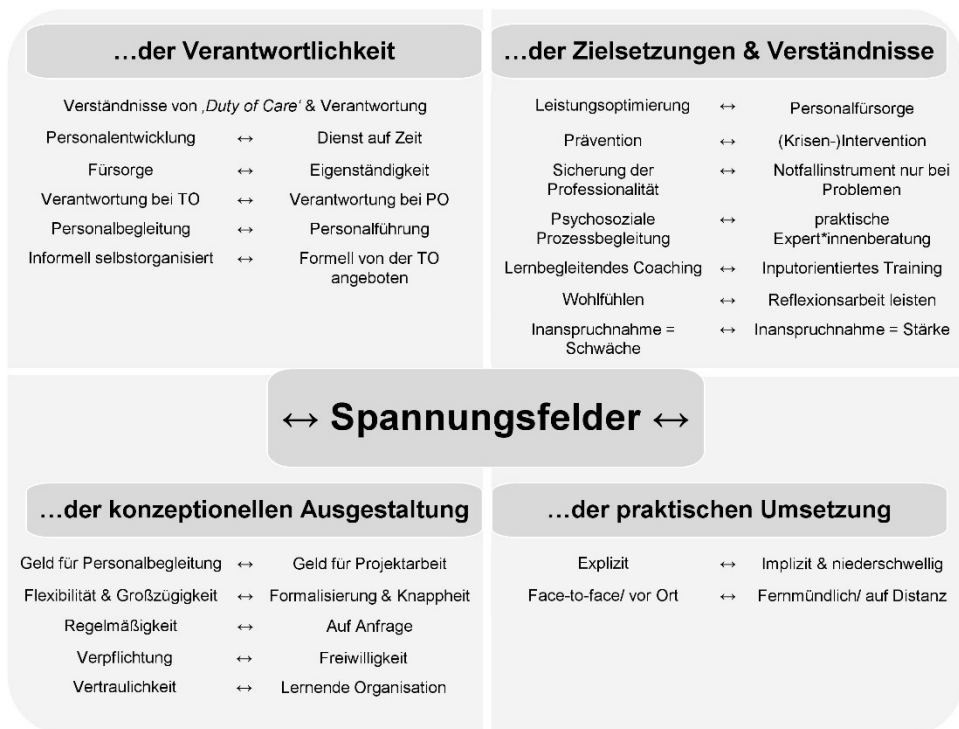 …der Verantwortlichkeit
Verständnisse von ‚Duty of Care' & Verantwortung
Personalentwicklung ↔ Dienst auf Zeit
Fürsorge ↔ Eigenständigkeit
Verantwortung bei TO ↔ Verantwortung bei PO
Personalbegleitung ↔ Personalführung
Informell selbstorganisiert ↔ Formell von der TO
angeboten
…der Zielsetzungen & Verständnisse
Leistungsoptimierung ↔ Personalfürsorge
Prävention ↔ (Krisen-)Intervention
Sicherung der ↔ Notfallinstrument nur bei
Professionalität Problemen
Psychosoziale ↔ praktische
Prozessbegleitung Expert*innenberatung
Lernbegleitendes Coaching ↔ Inputorientiertes Training
Wohlfühlen ↔ Reflexionsarbeit leisten
Inanspruchnahme = ↔ Inanspruchnahme = Stärke
Schwäche
↔ Spannungsfelder ↔
…der konzeptionellen Ausgestaltung
Geld für Personalbegleitung ↔ Geld für Projektarbeit
Flexibilität & Großzügigkeit ↔ Formalisierung & Knappheit
Regelmäßigkeit ↔ Auf Anfrage
Verpflichtung ↔ Freiwilligkeit
Vertraulichkeit ↔ Lernende Organisation
…der praktischen Umsetzung
Explizit ↔ Implizit & niederschwellig
Face-to-face/ vor Ort ↔ Fernmündlich/ auf Distanz